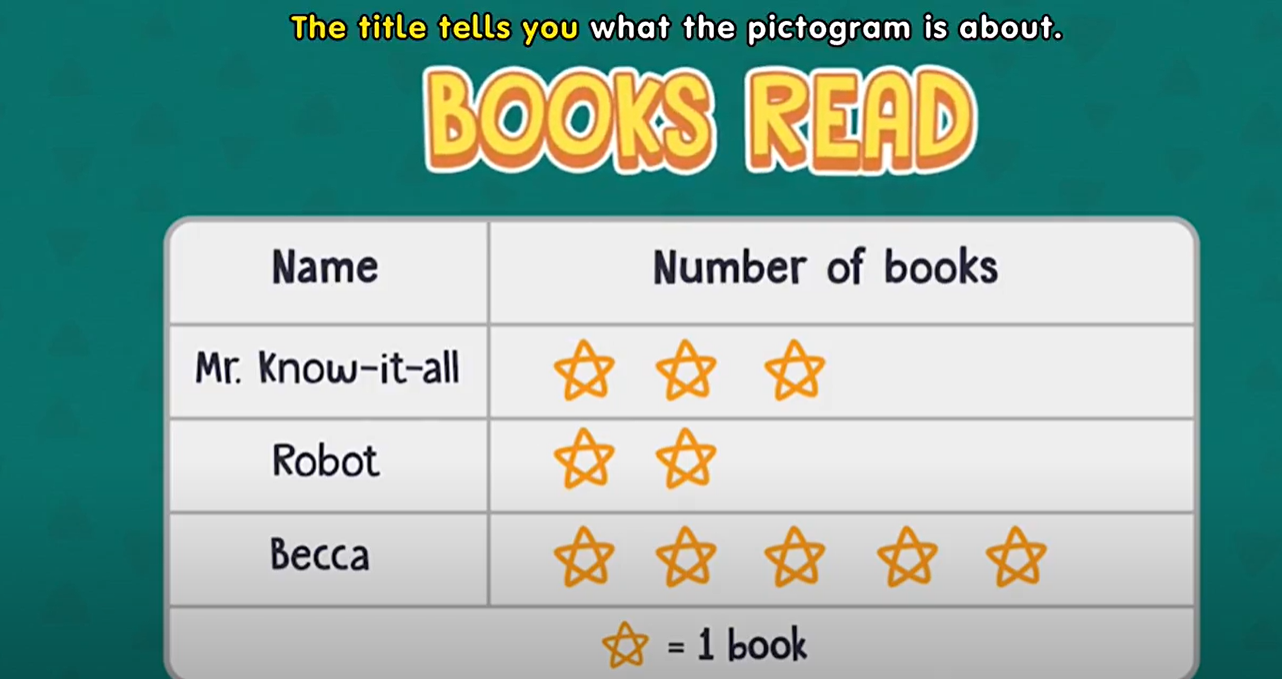 The title tells you what the pictogram is about.
BOOKS READ
Name Number of books
Mr. Know-it-all
Robot
Becca
= 1 book